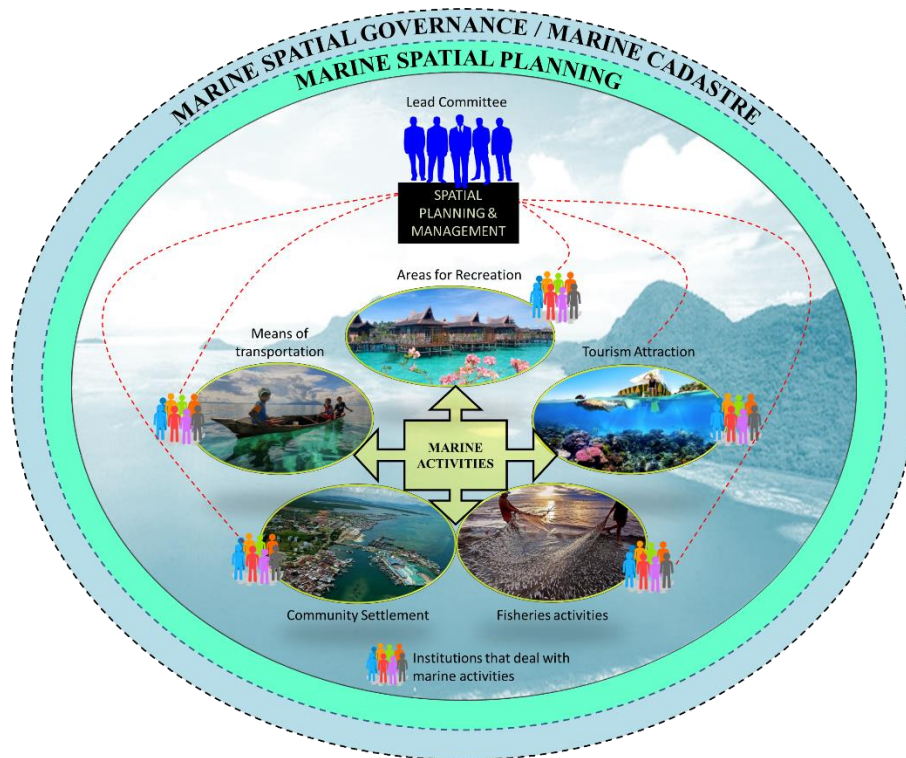 MARINE SPATIAL GOVERNANCE / MARINE CADASTRE
MARINE SPATIAL PLANNING
Lead Committee
SPATIAL
PLANNING &
MANAGEMENT
Areas for Recreation
Means of
transportation
Tourism Attraction
MARINE
ACTIVITIES
Community Settlement
Fisheries activities
Institutions that deal with
marine activities